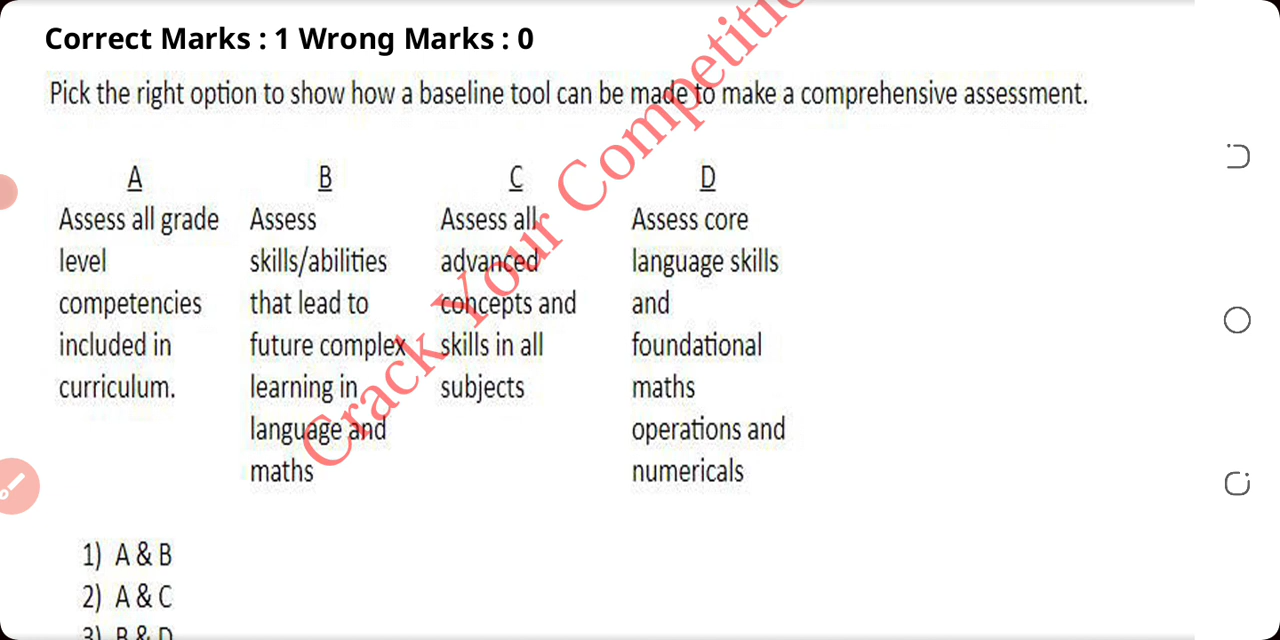 Correct Marks : 1 Wrong Marks : 0
Pick the right option to show how a baseline tool can be made to make a comprehensive assessment.
A
Assess all grade
level
competencies
included in
curriculum.
B
Assess
skills/abilities
that lead to
future complex
learning in
language and
maths
C
Assess all
advanced
concepts and
skills in all
subjects
D
Assess core
language skills
and
foundational
maths
operations and
numericals
1) A & B
2) A & C
3) B & D
Crack Your Competitio